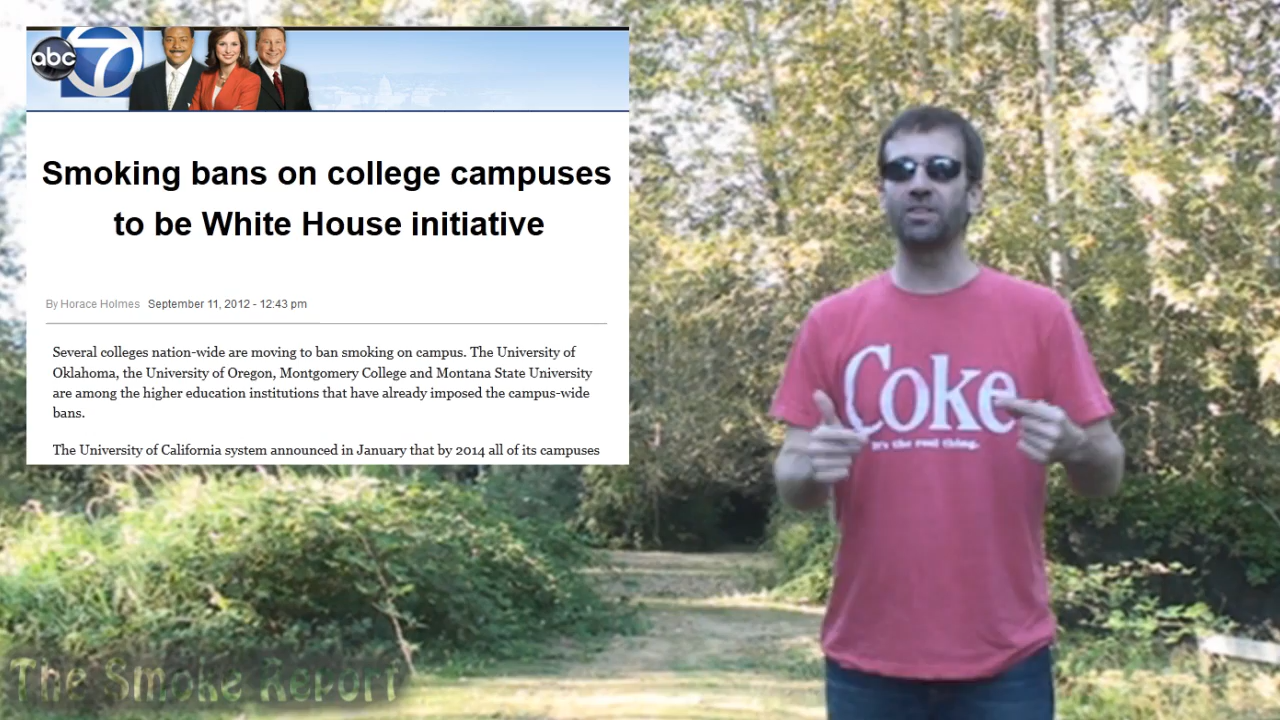 abc 7
Smoking bans on college campuses
to be White House initiative
By Horace Holmes September 11, 2012 - 12:43 pm
Several colleges nation-wide are moving to ban smoking on campus. The University of
Oklahoma, the University of Oregon, Montgomery College and Montana State University
are among the higher education institutions that have already imposed the campus-wide
bans.
The University of California system announced in January that by 2014 all of its campuses
Coke
It's the real thing.
The Smoke Report